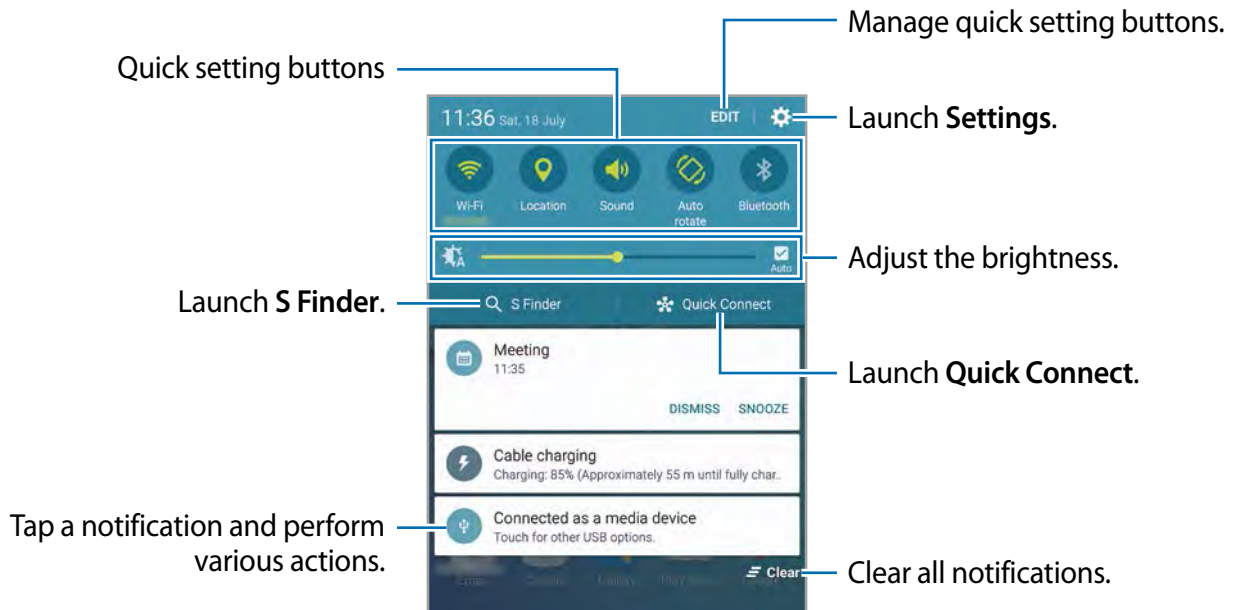 Manage quick setting buttons.
Quick setting buttons
11:36 Sat, 18 July EDIT
Launch Settings.
Wi-Fi Location Sound Auto rotate Bluetooth
A
Auto
Adjust the brightness.
Launch S Finder.
S Finder Quick Connect
Meeting
11:35
Launch Quick Connect.
DISMISS SNOOZE
Cable charging
Charging: 85% (Approximately 55 m until fully char..
Connected as a media device
Touch for other USB options.
Tap a notification and perform
various actions.
Clear
Clear all notifications.